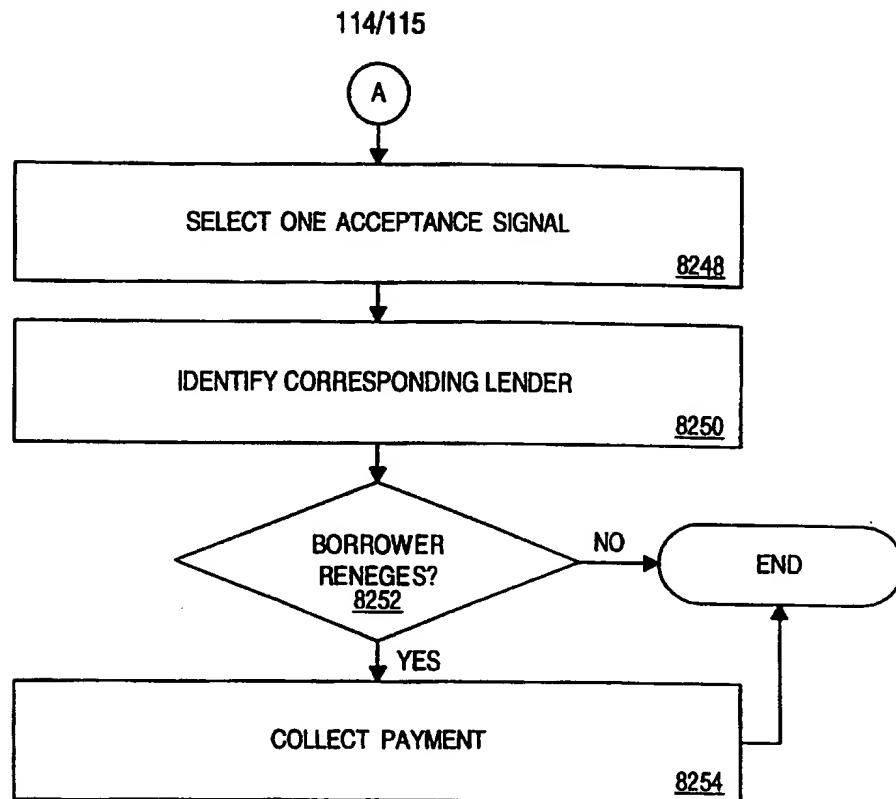 114/115
A
SELECT ONE ACCEPTANCE SIGNAL
8248
IDENTIFY CORRESPONDING LENDER
8250
BORROWER
RENEGES?
8252
NO
END
YES
COLLECT PAYMENT
8254